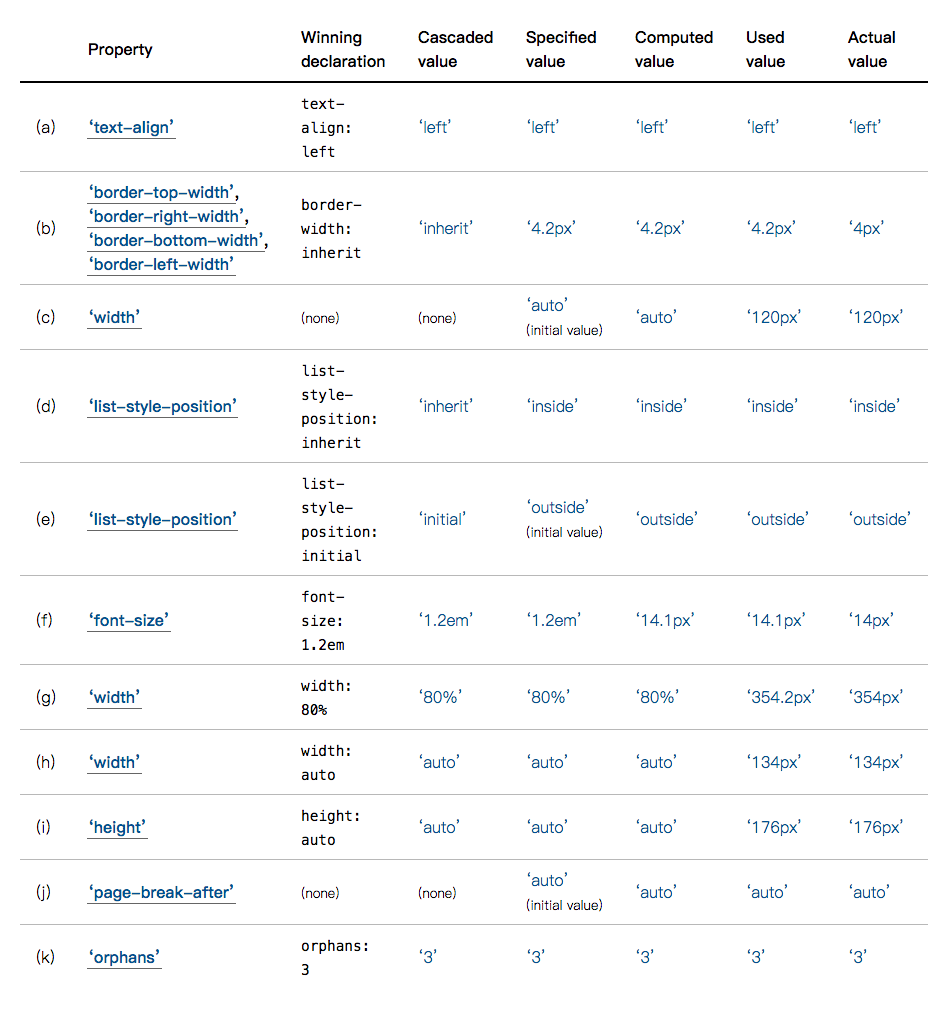 Property Winning declaration Cascaded value Specified value Computed value Used value Actual value
(a) ‘text-align’ text-align: left ‘left’ ‘left’ ‘left’ ‘left’ ‘left’
(b) ‘border-top-width’, ‘border-right-width’, ‘border-bottom-width’, ‘border-left-width’ border-width: inherit ‘inherit’ ‘4.2px’ ‘4.2px’ ‘4.2px’ ‘4px’
(c) ‘width’ (none) (none) ‘auto’ (initial value) ‘auto’ ‘120px’ ‘120px’
(d) ‘list-style-position’ list-style-position: inherit ‘inherit’ ‘inside’ ‘inside’ ‘inside’ ‘inside’
(e) ‘list-style-position’ list-style-position: initial ‘initial’ ‘outside’ (initial value) ‘outside’ ‘outside’ ‘outside’
(f) ‘font-size’ font-size: 1.2em ‘1.2em’ ‘1.2em’ ‘14.1px’ ‘14.1px’ ‘14px’
(g) ‘width’ width: 80% ‘80%’ ‘80%’ ‘80%’ ‘354.2px’ ‘354px’
(h) ‘width’ width: auto ‘auto’ ‘auto’ ‘auto’ ‘134px’ ‘134px’
(i) ‘height’ height: auto ‘auto’ ‘auto’ ‘auto’ ‘176px’ ‘176px’
(j) ‘page-break-after’ (none) (none) ‘auto’ (initial value) ‘auto’ ‘auto’ ‘auto’
(k) ‘orphans’ orphans: 3 ‘3’ ‘3’ ‘3’ ‘3’ ‘3’